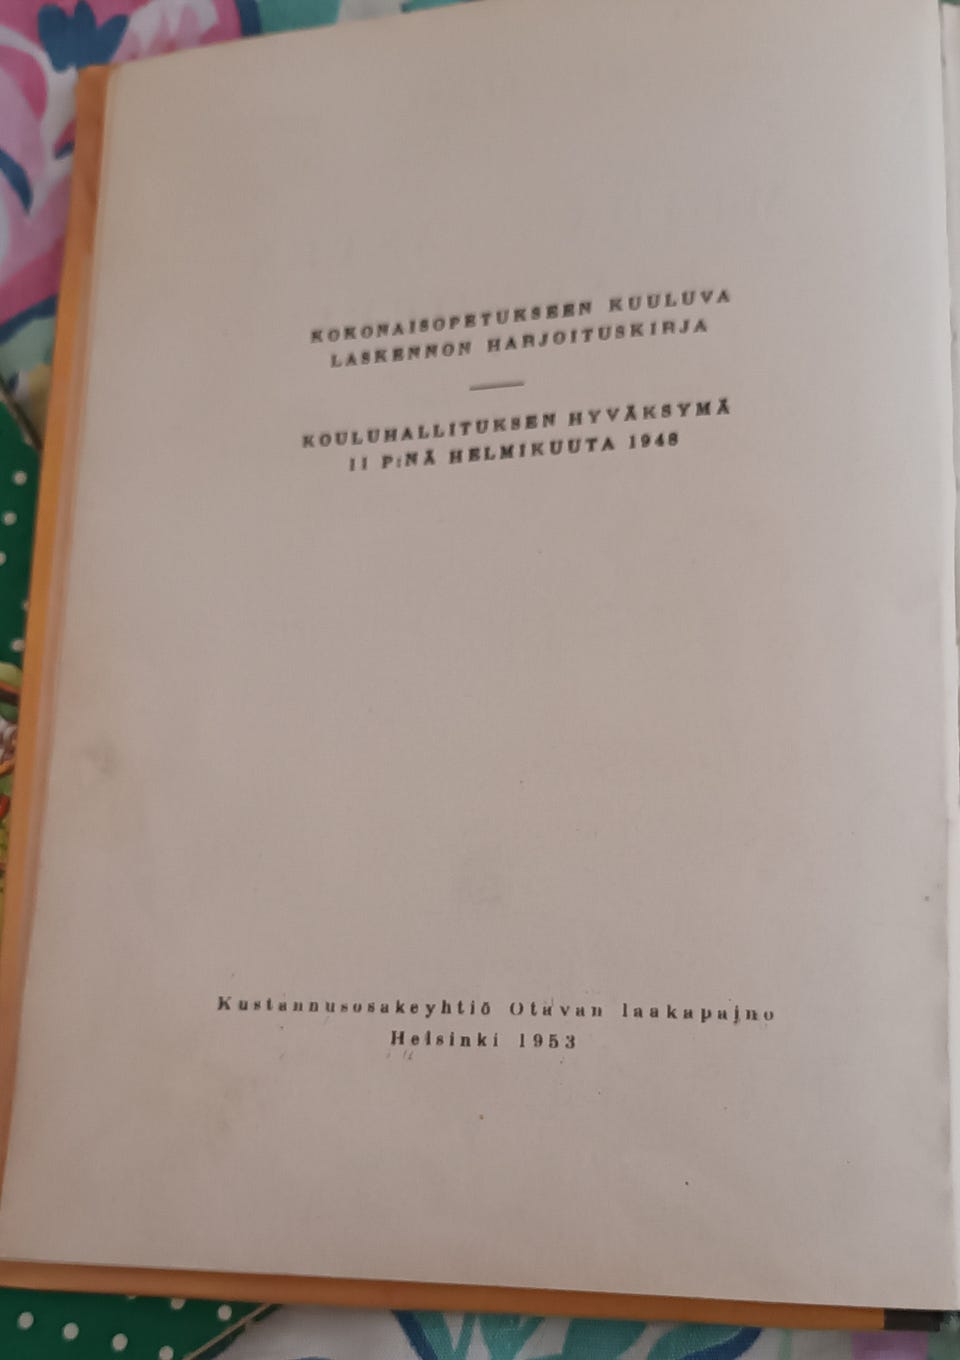 KOKONAISOPETUKSEEN KUULUVA
LASKENNON HARJOITUSKIRJA
KOULUHALLITUKSEN HYVÄKSYMÄ
11 P:NÄ HELMIKUUTA 1948
Kustannusosakeyhtiö Otavan laakapaino
Helsinki 1953